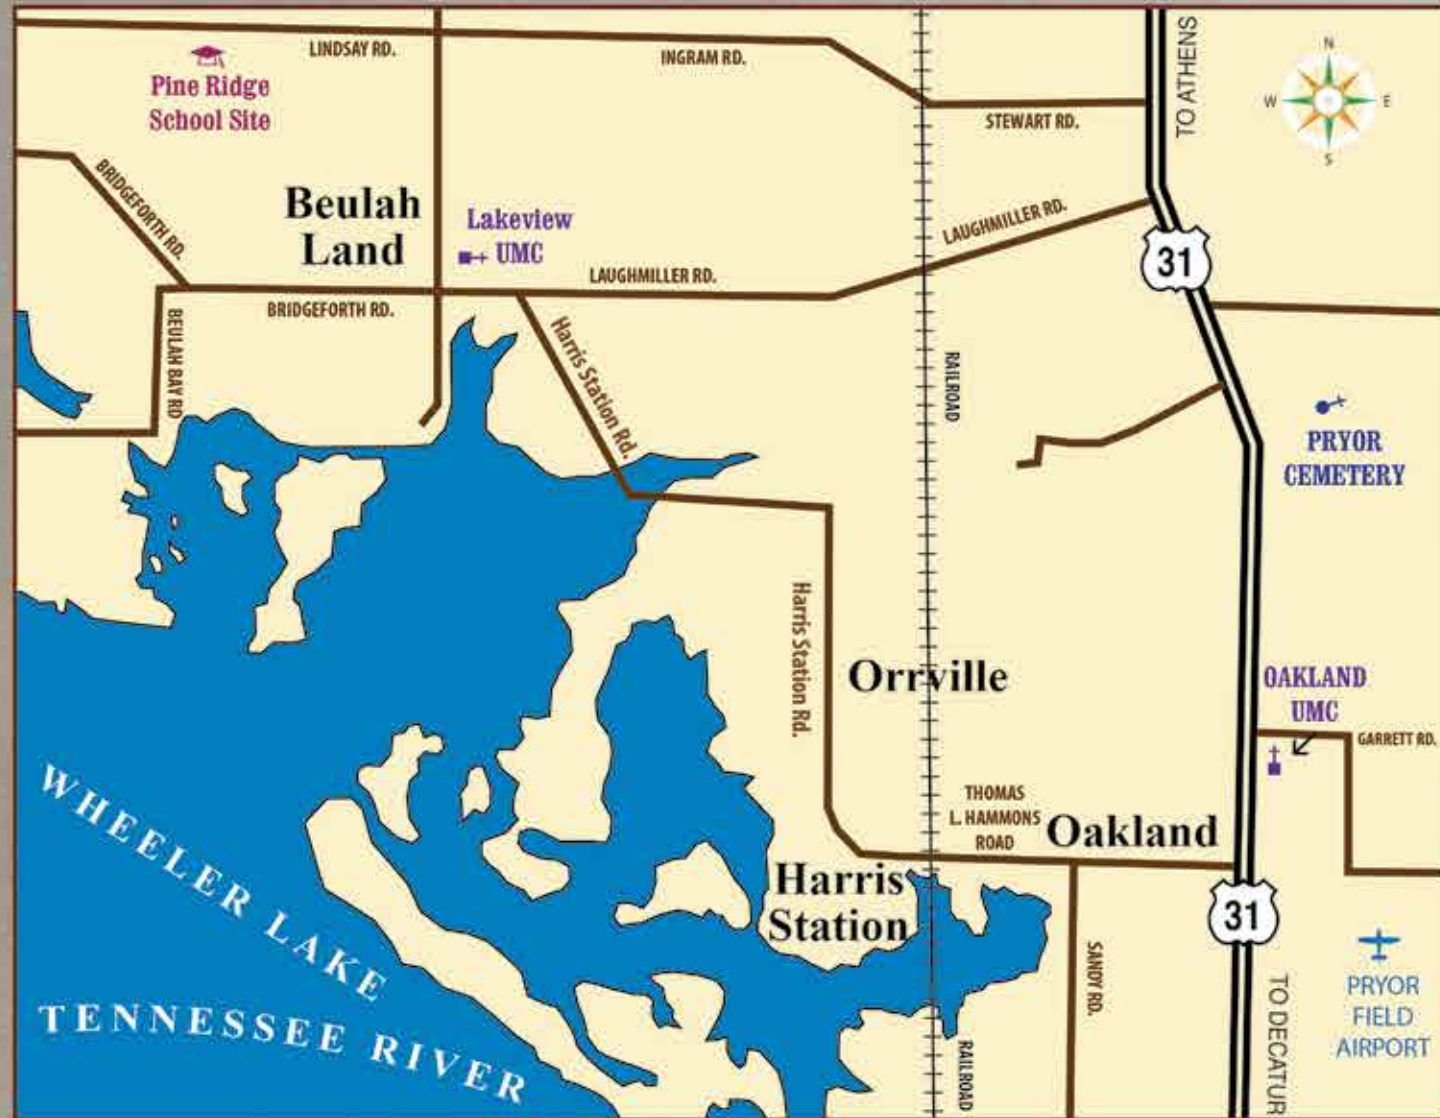 LINDSAY RD.
INGRAM RD.
TO ATHENS
N
W
E
S
Pine Ridge
School Site
STEWART RD.
BRIDGEFORTH RD.
Beulah
Land
Lakeview
UMC
LAUGHMILLER RD.
LAUGHMILLER RD.
31
BRIDGEFORTH RD.
BEULAH BAY RD
Harris Station Rd.
RAILROAD
PRYOR
CEMETERY
Harris Station Rd.
Orrville
OAKLAND
UMC
GARRETT RD.
THOMAS
L. HAMMONS
ROAD
Oakland
Harris
Station
31
SANDY RD.
WHEELER LAKE
TENNESSEE RIVER
RAILROAD
TO DECATUR
PRYOR
FIELD
AIRPORT